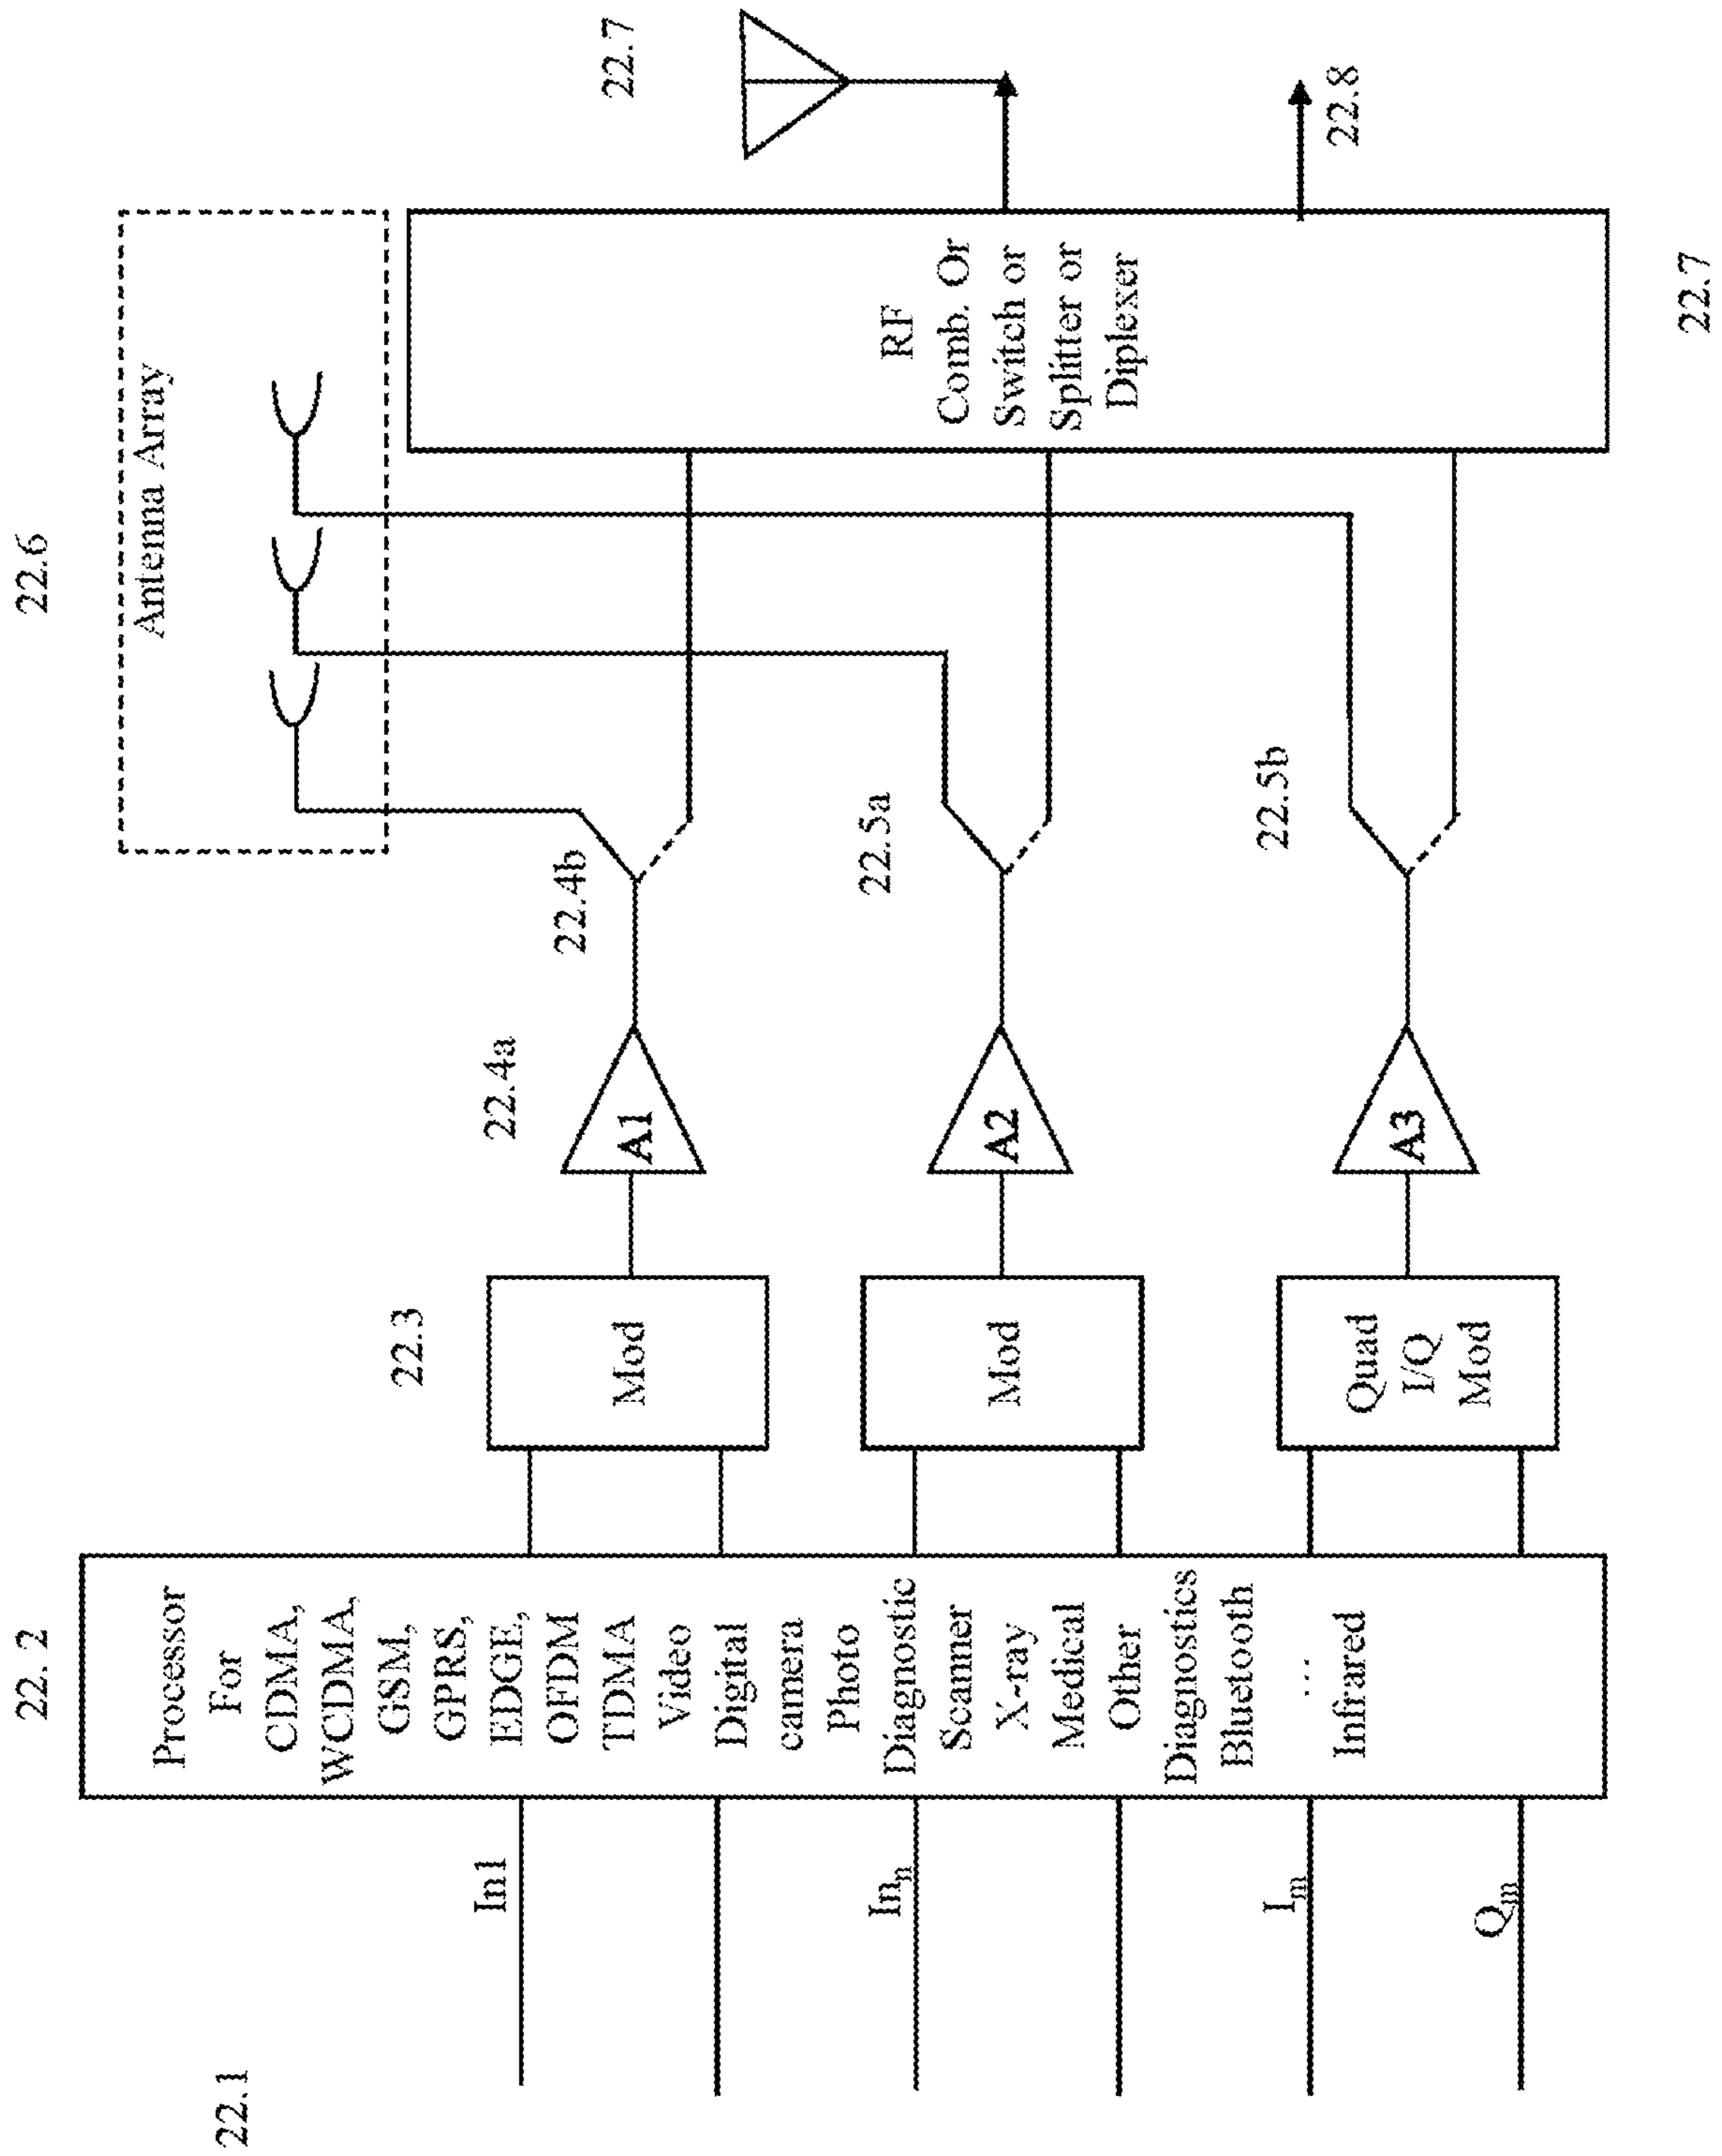 22.1
In1
In_n
I_m
Q_m
22. 2
Processor
For
CDMA,
WCDMA,
GSM,
GPRS,
EDGE,
OFDM
TDMA
Video
Digital
camera
Photo
Diagnostic
Scanner
X-ray
Medical
Other
Diagnostics
Bluetooth
...
Infrared
22.3
Mod
Mod
Quad
I/Q
Mod
22.4a
A1
A2
A3
22.4b
22.5a
22.5b
22.6
Antenna Array
RF
Comb. Or
Switch or
Splitter or
Diplexer
22.7
22.7
22.8